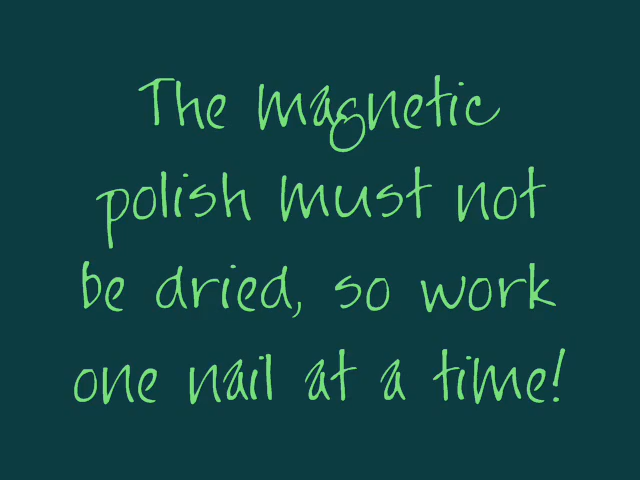 The magnetic
polish must not
be dried, so work
one nail at a time!